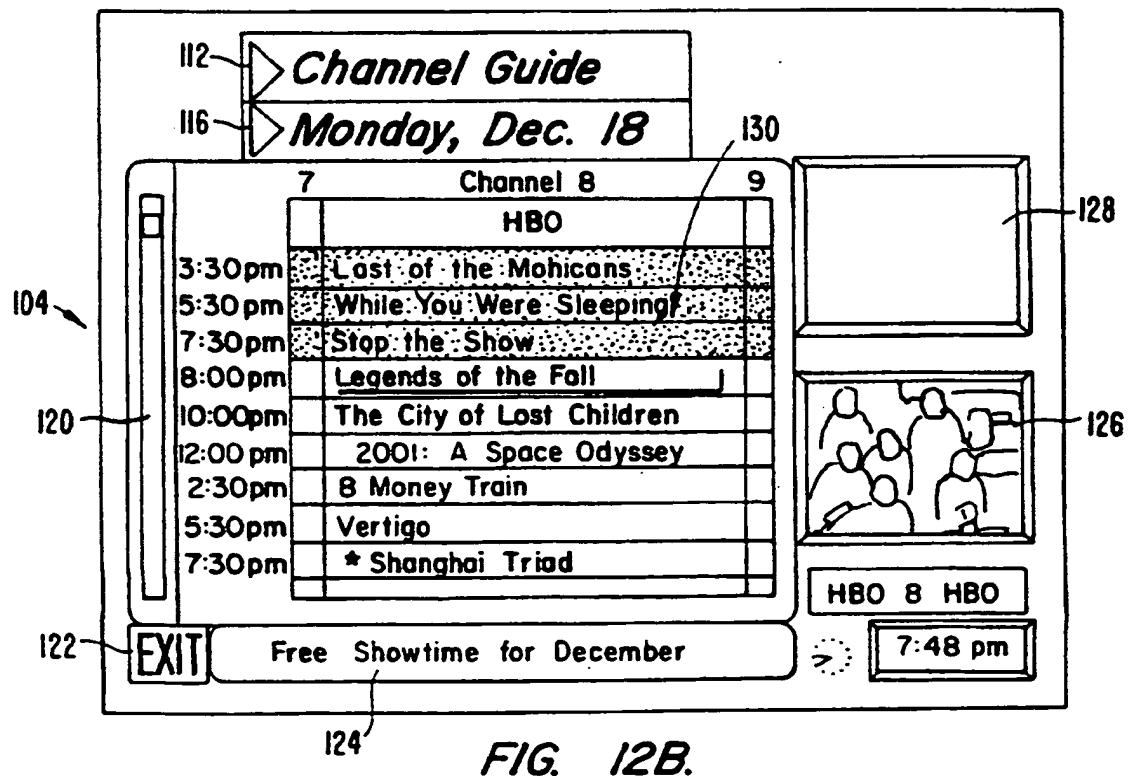 112
Channel Guide
116
Monday, Dec. 18
130
7 Channel 8 9
HBO
128
3:30pm Last of the Mohicans
104
5:30pm While You Were Sleeping
7:30pm Stop the Show
8:00pm Legends of the Fall
120
10:00pm The City of Lost Children
126
12:00 pm 2001: A Space Odyssey
2:30pm 8 Money Train
5:30pm Vertigo
7:30pm * Shanghai Triad
HBO 8 HBO
122
EXIT
Free Showtime for December
7:48 pm
124
FIG. 12B.